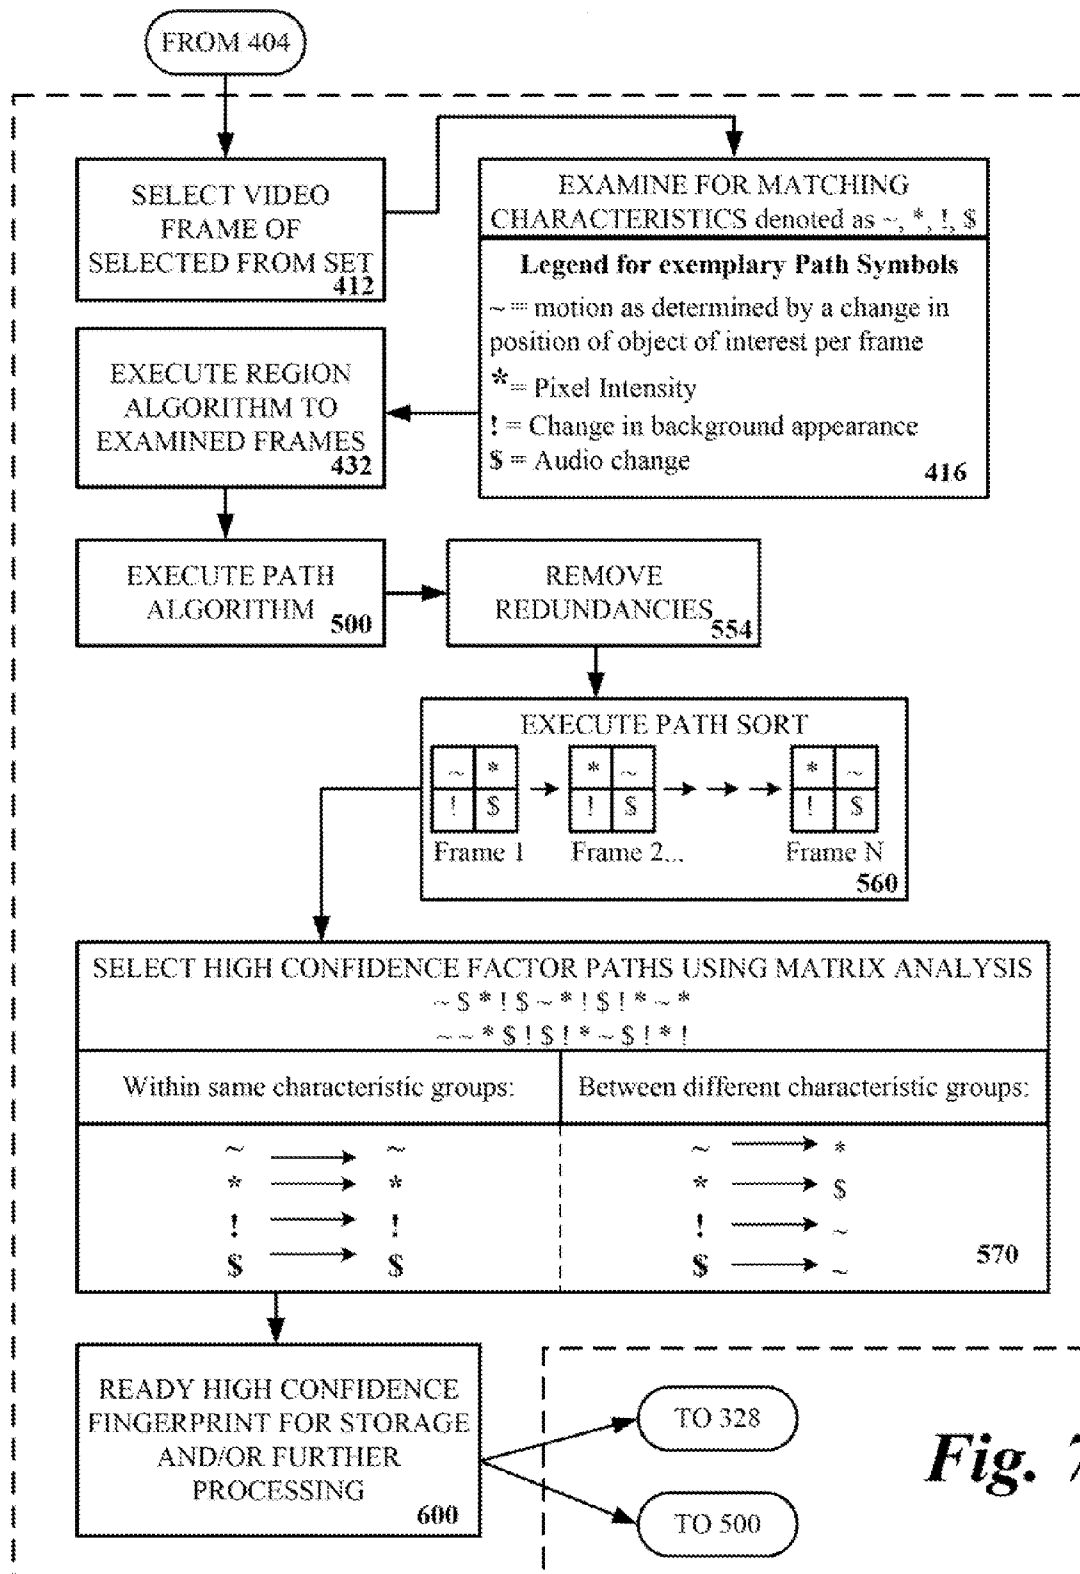 FROM 404
SELECT VIDEO
FRAME OF
SELECTED FROM SET
412
EXAMINE FOR MATCHING
CHARACTERISTICS denoted as ~, *, !, $
Legend for exemplary Path Symbols
~ = motion as determined by a change in
position of object of interest per frame
*= Pixel Intensity
! = Change in background appearance
$ = Audio change
416
EXECUTE REGION
ALGORITHM TO
EXAMINED FRAMES
432
EXECUTE PATH
ALGORITHM
500
REMOVE
REDUNDANCIES
554
EXECUTE PATH SORT
~ * * ~ * ~
! $ ! $ ! $
Frame 1 Frame 2... Frame N
560
SELECT HIGH CONFIDENCE FACTOR PATHS USING MATRIX ANALYSIS
~ $ * ! $ ~ * ! $ ! * ~ *
~ ~ * $ ! $ ! * ~ $ ! * !
Within same characteristic groups:
Between different characteristic groups:
~ ~ ~ *
* * * $
! ! ! ~
$ $ $ ~
570
READY HIGH CONFIDENCE
FINGERPRINT FOR STORAGE
AND/OR FURTHER
PROCESSING
600
TO 328
TO 500
Fig. 7